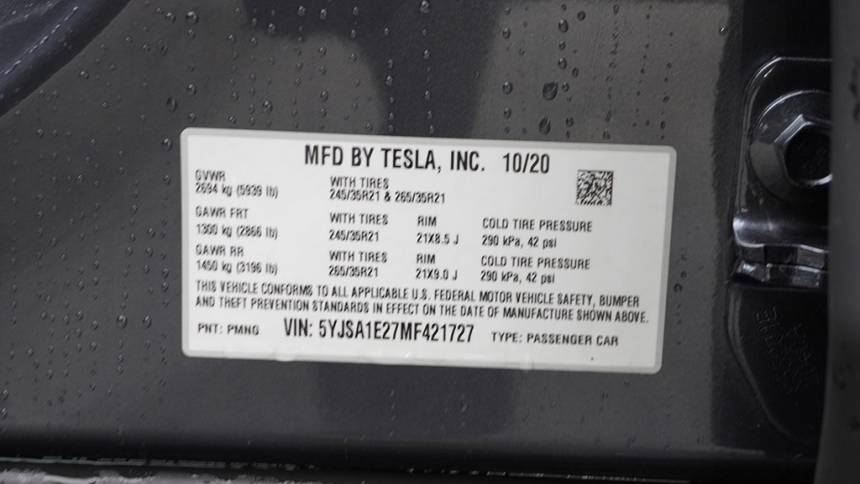 MFD BY TESLA, INC. 10/20
GVWR
2694 kg (5939 lb)
WITH TIRES
245/35R21 & 265/35R21
GAWR FRT
1300 kg (2866 lb)
WITH TIRES
245/35R21
RIM
21X8.5 J
COLD TIRE PRESSURE
290 kPa, 42 psi
GAWR RR
1450 kg (3196 lb)
WITH TIRES
265/35R21
RIM
21X9.0 J
COLD TIRE PRESSURE
290 kPa, 42 psi
THIS VEHICLE CONFORMS TO ALL APPLICABLE U.S. FEDERAL MOTOR VEHICLE SAFETY, BUMPER
AND THEFT PREVENTION STANDARDS IN EFFECT ON THE DATE OF MANUFACTURE SHOWN ABOVE.
PNT: PMNG VIN: 5YJSA1E27MF421727 TYPE: PASSENGER CAR